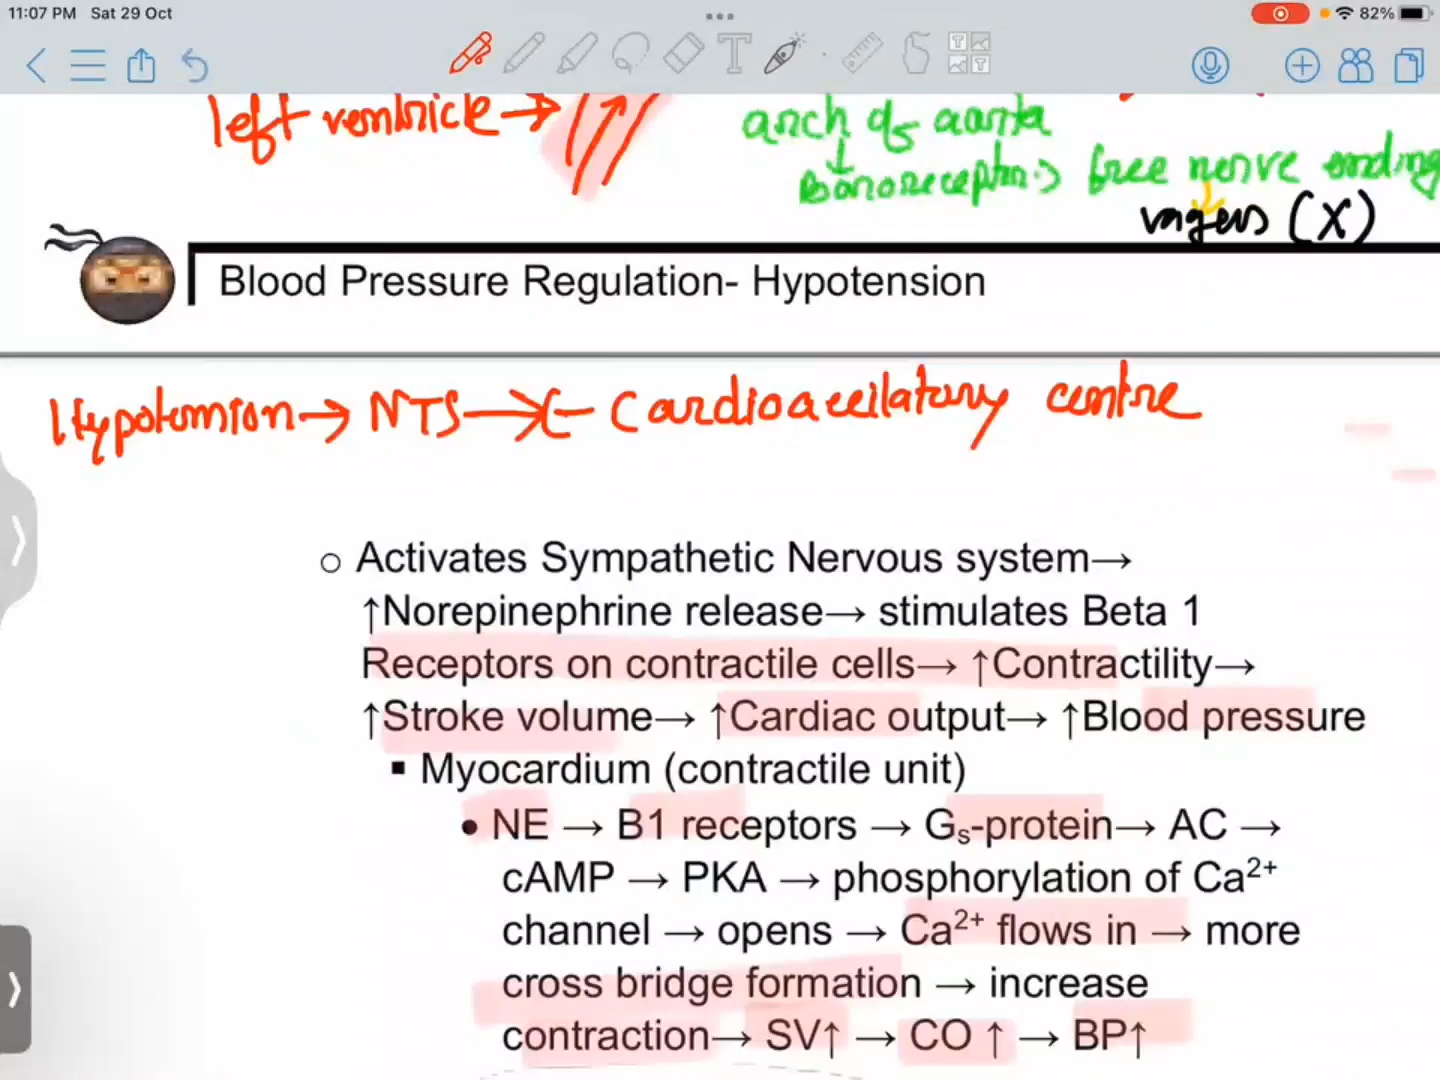 11:07 PM Sat 29 Oct
82%
left ventricle →
arch of aorta
Baroreceptor → free nerve ending
vagus (X)
Blood Pressure Regulation- Hypotension
Hypotension → NTS → ← Cardioaccilatory centre
○ Activates Sympathetic Nervous system→
↑Norepinephrine release→ stimulates Beta 1
Receptors on contractile cells→ ↑Contractility→
↑Stroke volume→ ↑Cardiac output→ ↑Blood pressure
▪ Myocardium (contractile unit)
• NE → B1 receptors → Gs-protein→ AC →
cAMP → PKA → phosphorylation of Ca²⁺
channel → opens → Ca²⁺ flows in → more
cross bridge formation → increase
contraction→ SV↑ → CO ↑ → BP↑